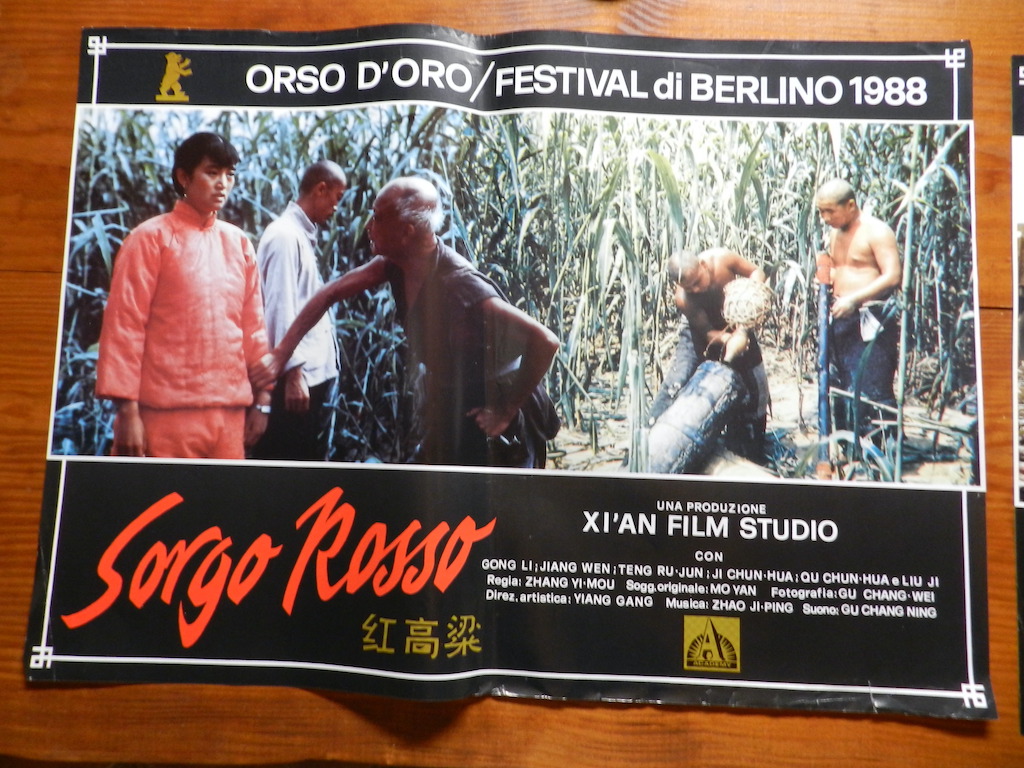 ORSO D'ORO/FESTIVAL di BERLINO 1988
Sorgo Rosso
红高粱
UNA PRODUZIONE
XI'AN FILM STUDIO
CON
GONG LI; JIANG WEN; TENG RU-JUN; JI CHUN-HUA; QU CHUN-HUA e LIU JI
Regia: ZHANG YI-MOU Sogg. originale: MO YAN Fotografia: GU CHANG-WEI
Direz. artistica: YIANG GANG Musica: ZHAO JI-PING Suono: GU CHANG NING
A
ACADEMY